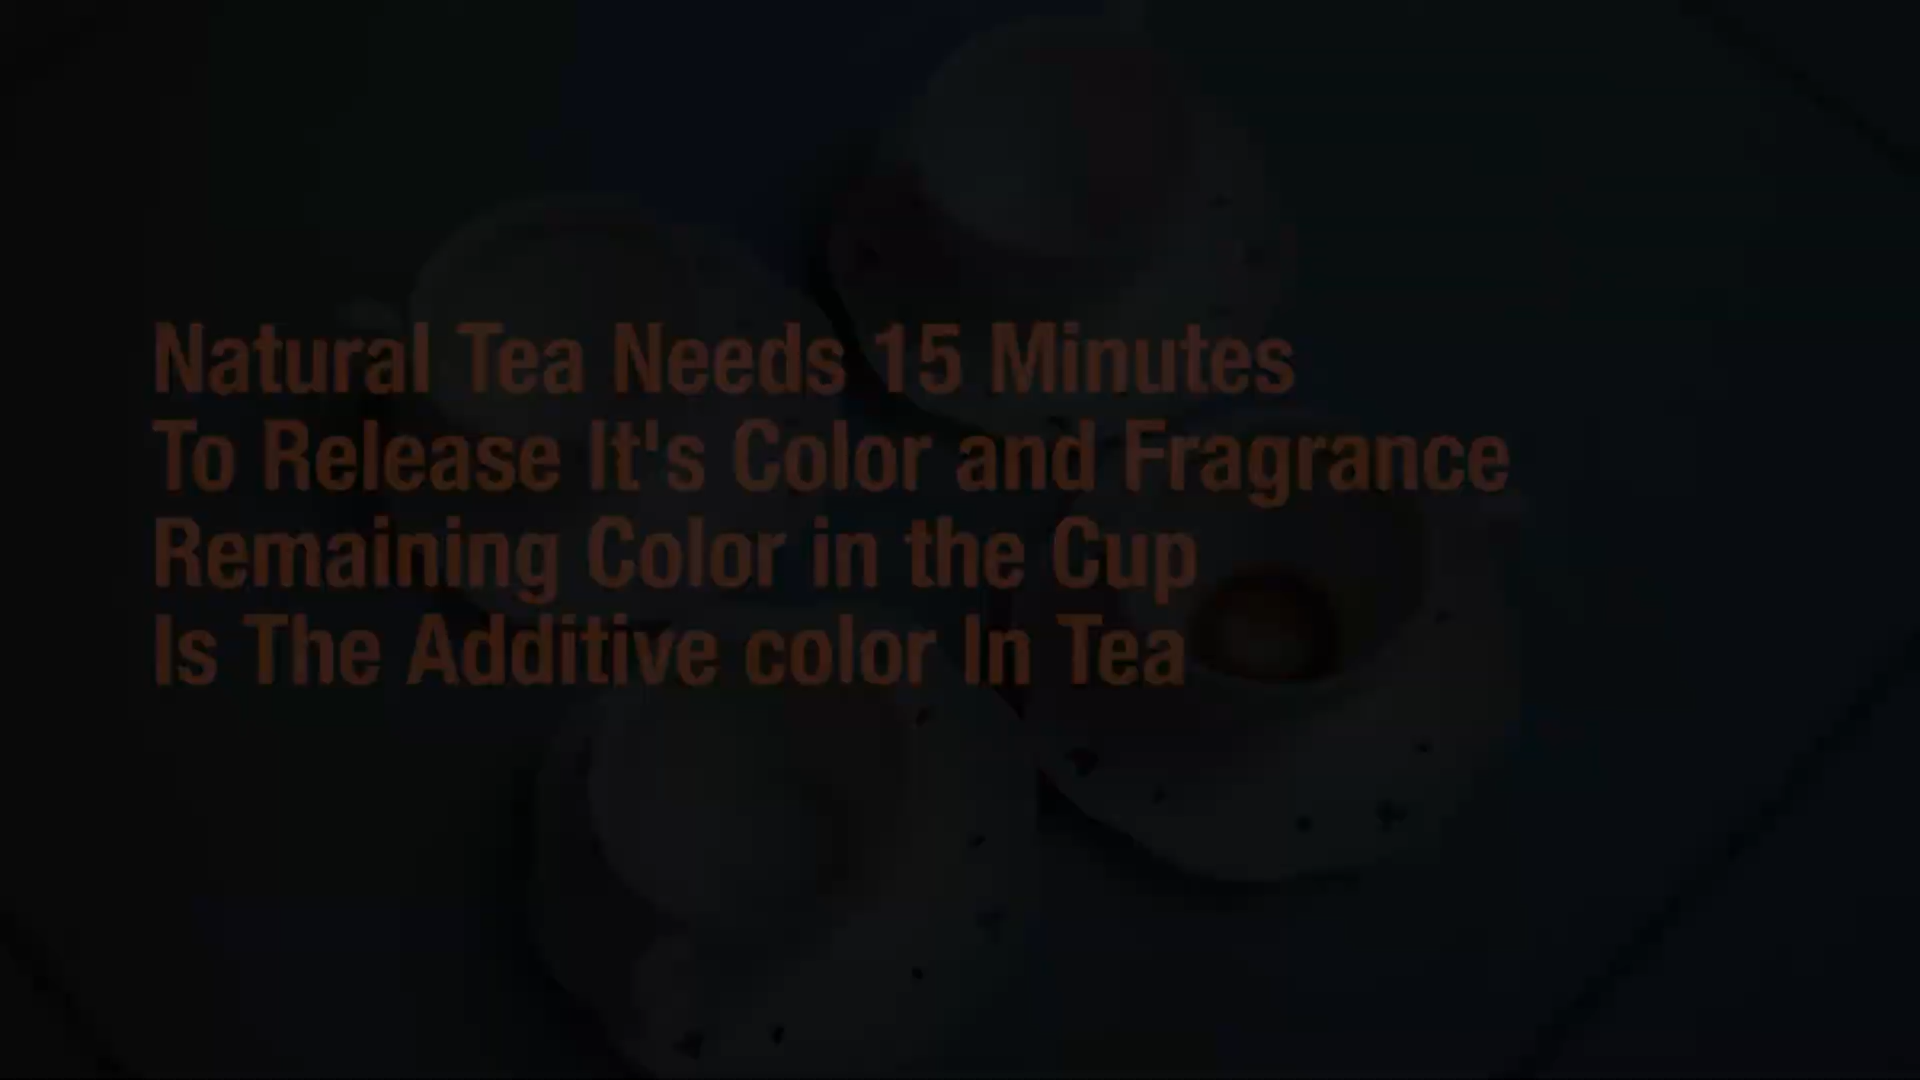 Natural Tea Needs 15 Minutes
To Release It's Color and Fragrance
Remaining Color in the Cup
Is The Additive color In Tea